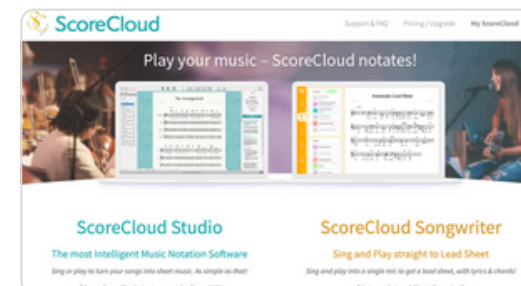 ScoreCloud
Support & FAQ Pricing / Upgrade My ScoreCloud
Play your music – ScoreCloud notates!
My Arrangement
Automatic Lead Sheet
ScoreCloud Studio
The most Intelligent Music Notation Software
Sing or play to turn your songs into sheet music. As simple as that!
ScoreCloud Songwriter
Sing and Play straight to Lead Sheet
Sing and play into a single mic to get a lead sheet, with lyrics & chords!